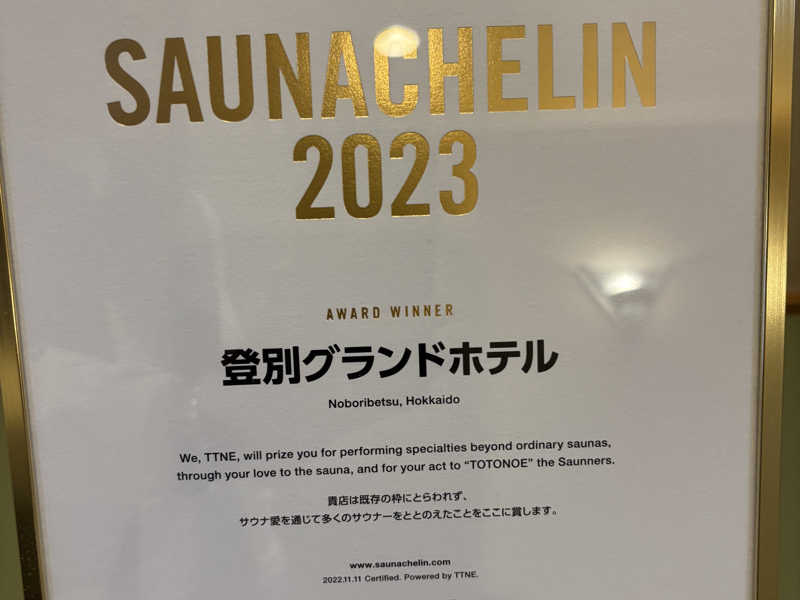 SAUNACHELIN
2023
AWARD WINNER
登別グランドホテル
Noboribetsu, Hokkaido
We, TTNE, will prize you for performing specialties beyond ordinary saunas,
through your love to the sauna, and for your act to “TOTONOE” the Saunners.
貴店は既存の枠にとらわれず、
サウナ愛を通じて多くのサウナーをととのえたことをここに賞します。
www.saunachelin.com
2022.11.11 Certified. Powered by TTNE.